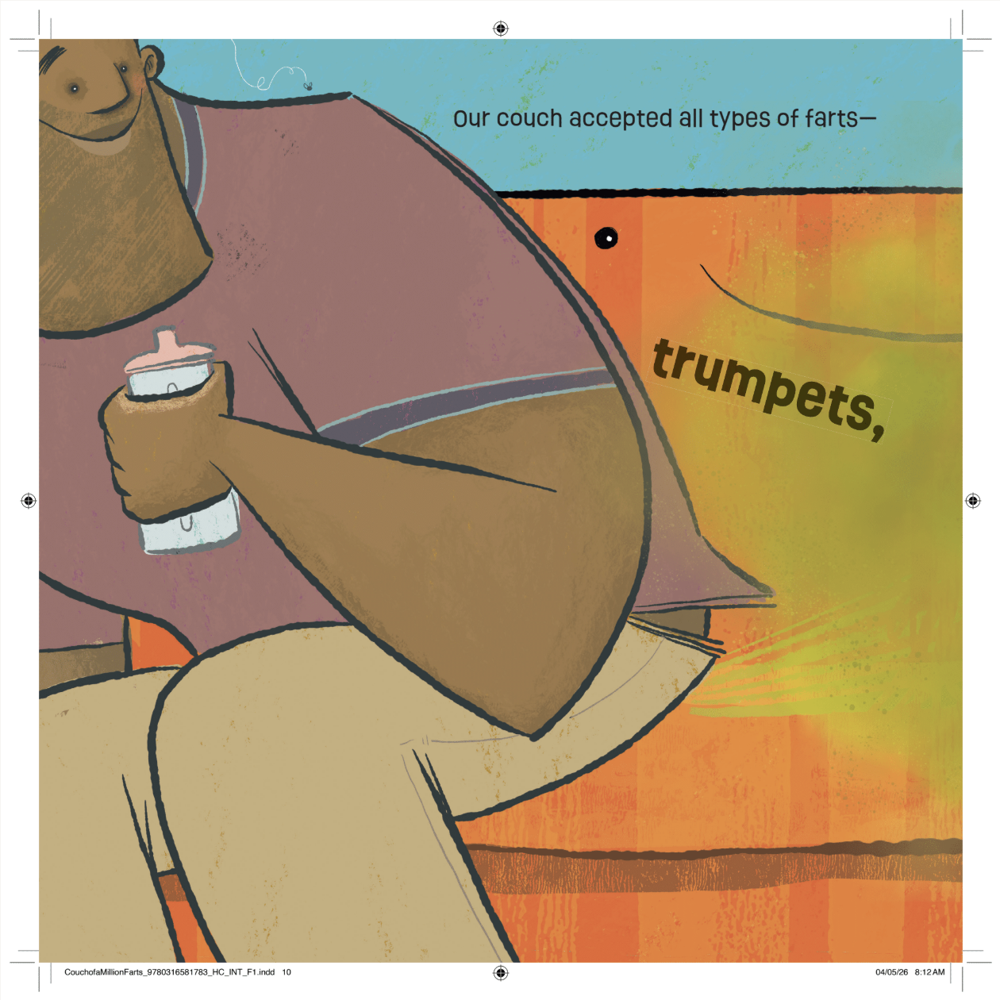 Our couch accepted all types of farts—
trumpets,
CouchofaMillionFarts_9780316581783_HC_INT_F1.indd 10
04/05/26 8:12 AM